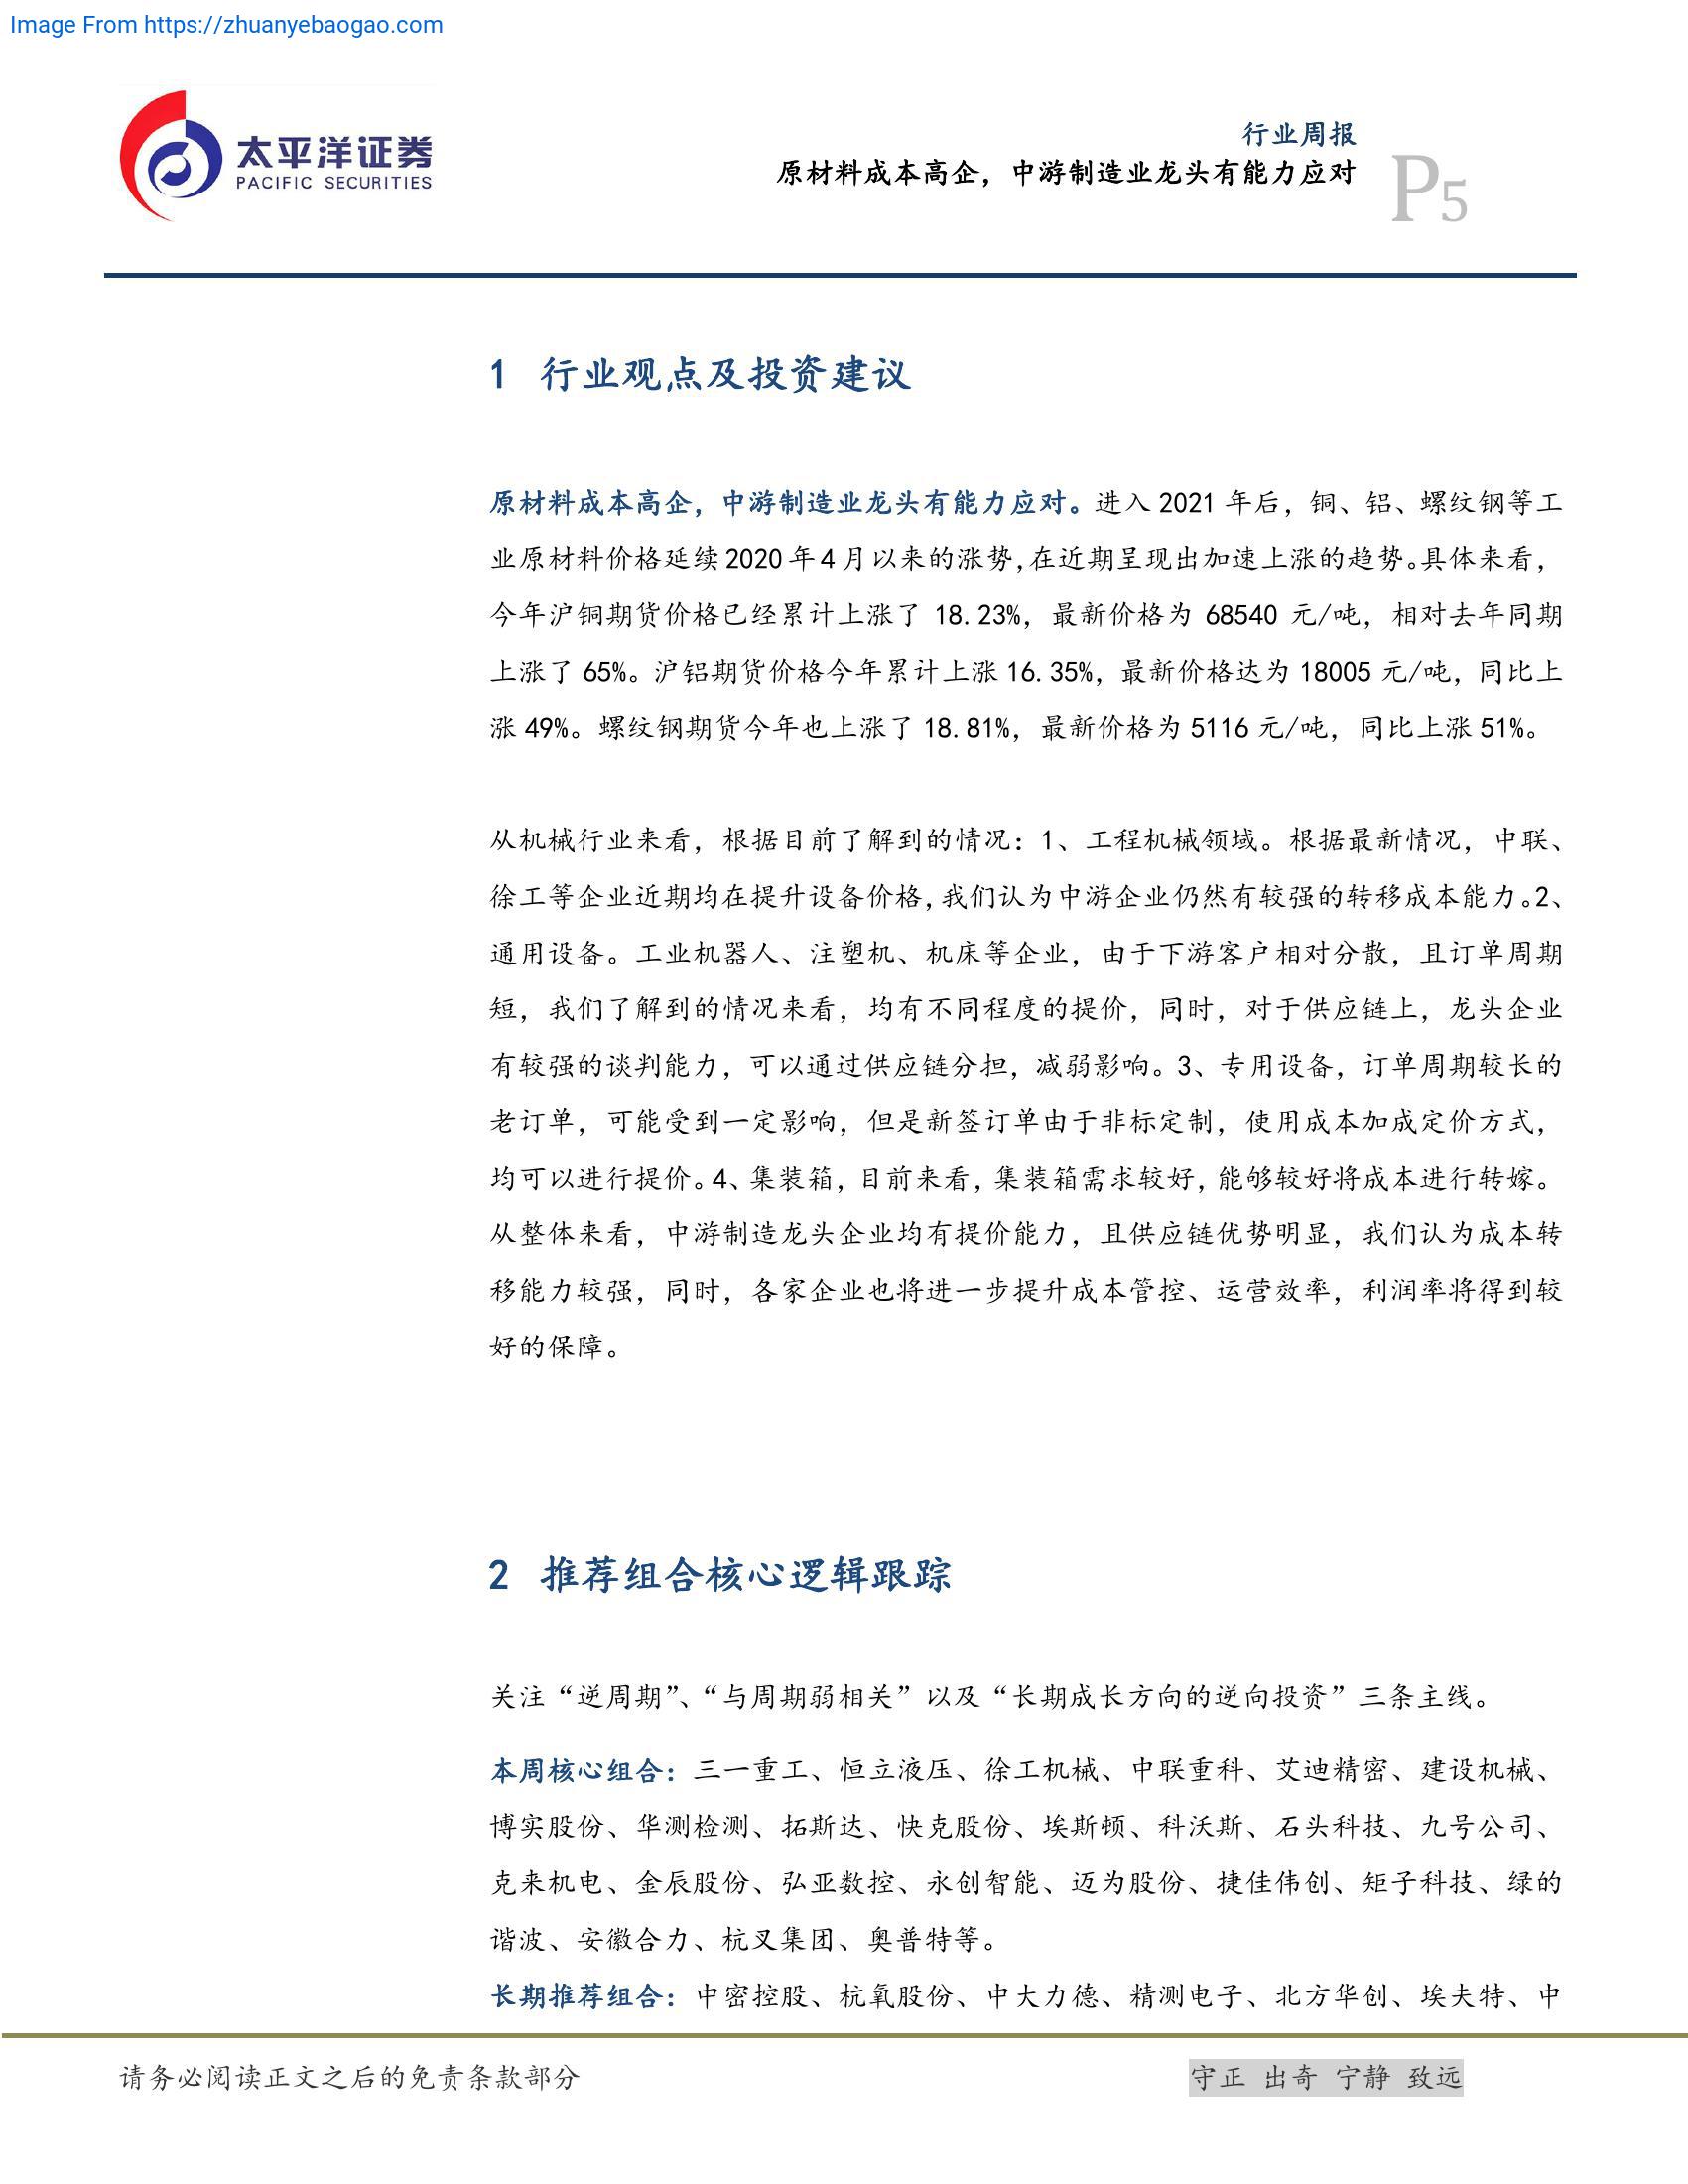 Image From https://zhuanyebaogao.com
太平洋证券
PACIFIC SECURITIES
行业周报
原材料成本高企，中游制造业龙头有能力应对
P5
1 行业观点及投资建议
原材料成本高企，中游制造业龙头有能力应对。进入 2021 年后，铜、铝、螺纹钢等工
业原材料价格延续 2020 年 4 月以来的涨势，在近期呈现出加速上涨的趋势。具体来看，
今年沪铜期货价格已经累计上涨了 18.23%，最新价格为 68540 元/吨，相对去年同期
上涨了 65%。沪铝期货价格今年累计上涨 16.35%，最新价格达为 18005 元/吨，同比上
涨 49%。螺纹钢期货今年也上涨了 18.81%，最新价格为 5116 元/吨，同比上涨 51%。
从机械行业来看，根据目前了解到的情况：1、工程机械领域。根据最新情况，中联、
徐工等企业近期均在提升设备价格，我们认为中游企业仍然有较强的转移成本能力。2、
通用设备。工业机器人、注塑机、机床等企业，由于下游客户相对分散，且订单周期
短，我们了解到的情况来看，均有不同程度的提价，同时，对于供应链上，龙头企业
有较强的谈判能力，可以通过供应链分担，减弱影响。3、专用设备，订单周期较长的
老订单，可能受到一定影响，但是新签订单由于非标定制，使用成本加成定价方式，
均可以进行提价。4、集装箱，目前来看，集装箱需求较好，能够较好将成本进行转嫁。
从整体来看，中游制造龙头企业均有提价能力，且供应链优势明显，我们认为成本转
移能力较强，同时，各家企业也将进一步提升成本管控、运营效率，利润率将得到较
好的保障。
2 推荐组合核心逻辑跟踪
关注“逆周期”、“与周期弱相关”以及“长期成长方向的逆向投资”三条主线。
本周核心组合：三一重工、恒立液压、徐工机械、中联重科、艾迪精密、建设机械、
博实股份、华测检测、拓斯达、快克股份、埃斯顿、科沃斯、石头科技、九号公司、
克来机电、金辰股份、弘亚数控、永创智能、迈为股份、捷佳伟创、矩子科技、绿的
谐波、安徽合力、杭叉集团、奥普特等。
长期推荐组合：中密控股、杭氧股份、中大力德、精测电子、北方华创、埃夫特、中
请务必阅读正文之后的免责条款部分
守正 出奇 宁静 致远